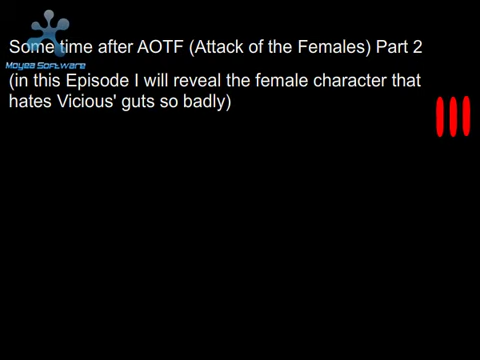 Some time after AOTF (Attack of the Females) Part 2
Moyea Software
(in this Episode I will reveal the female character that
hates Vicious' guts so badly)
III